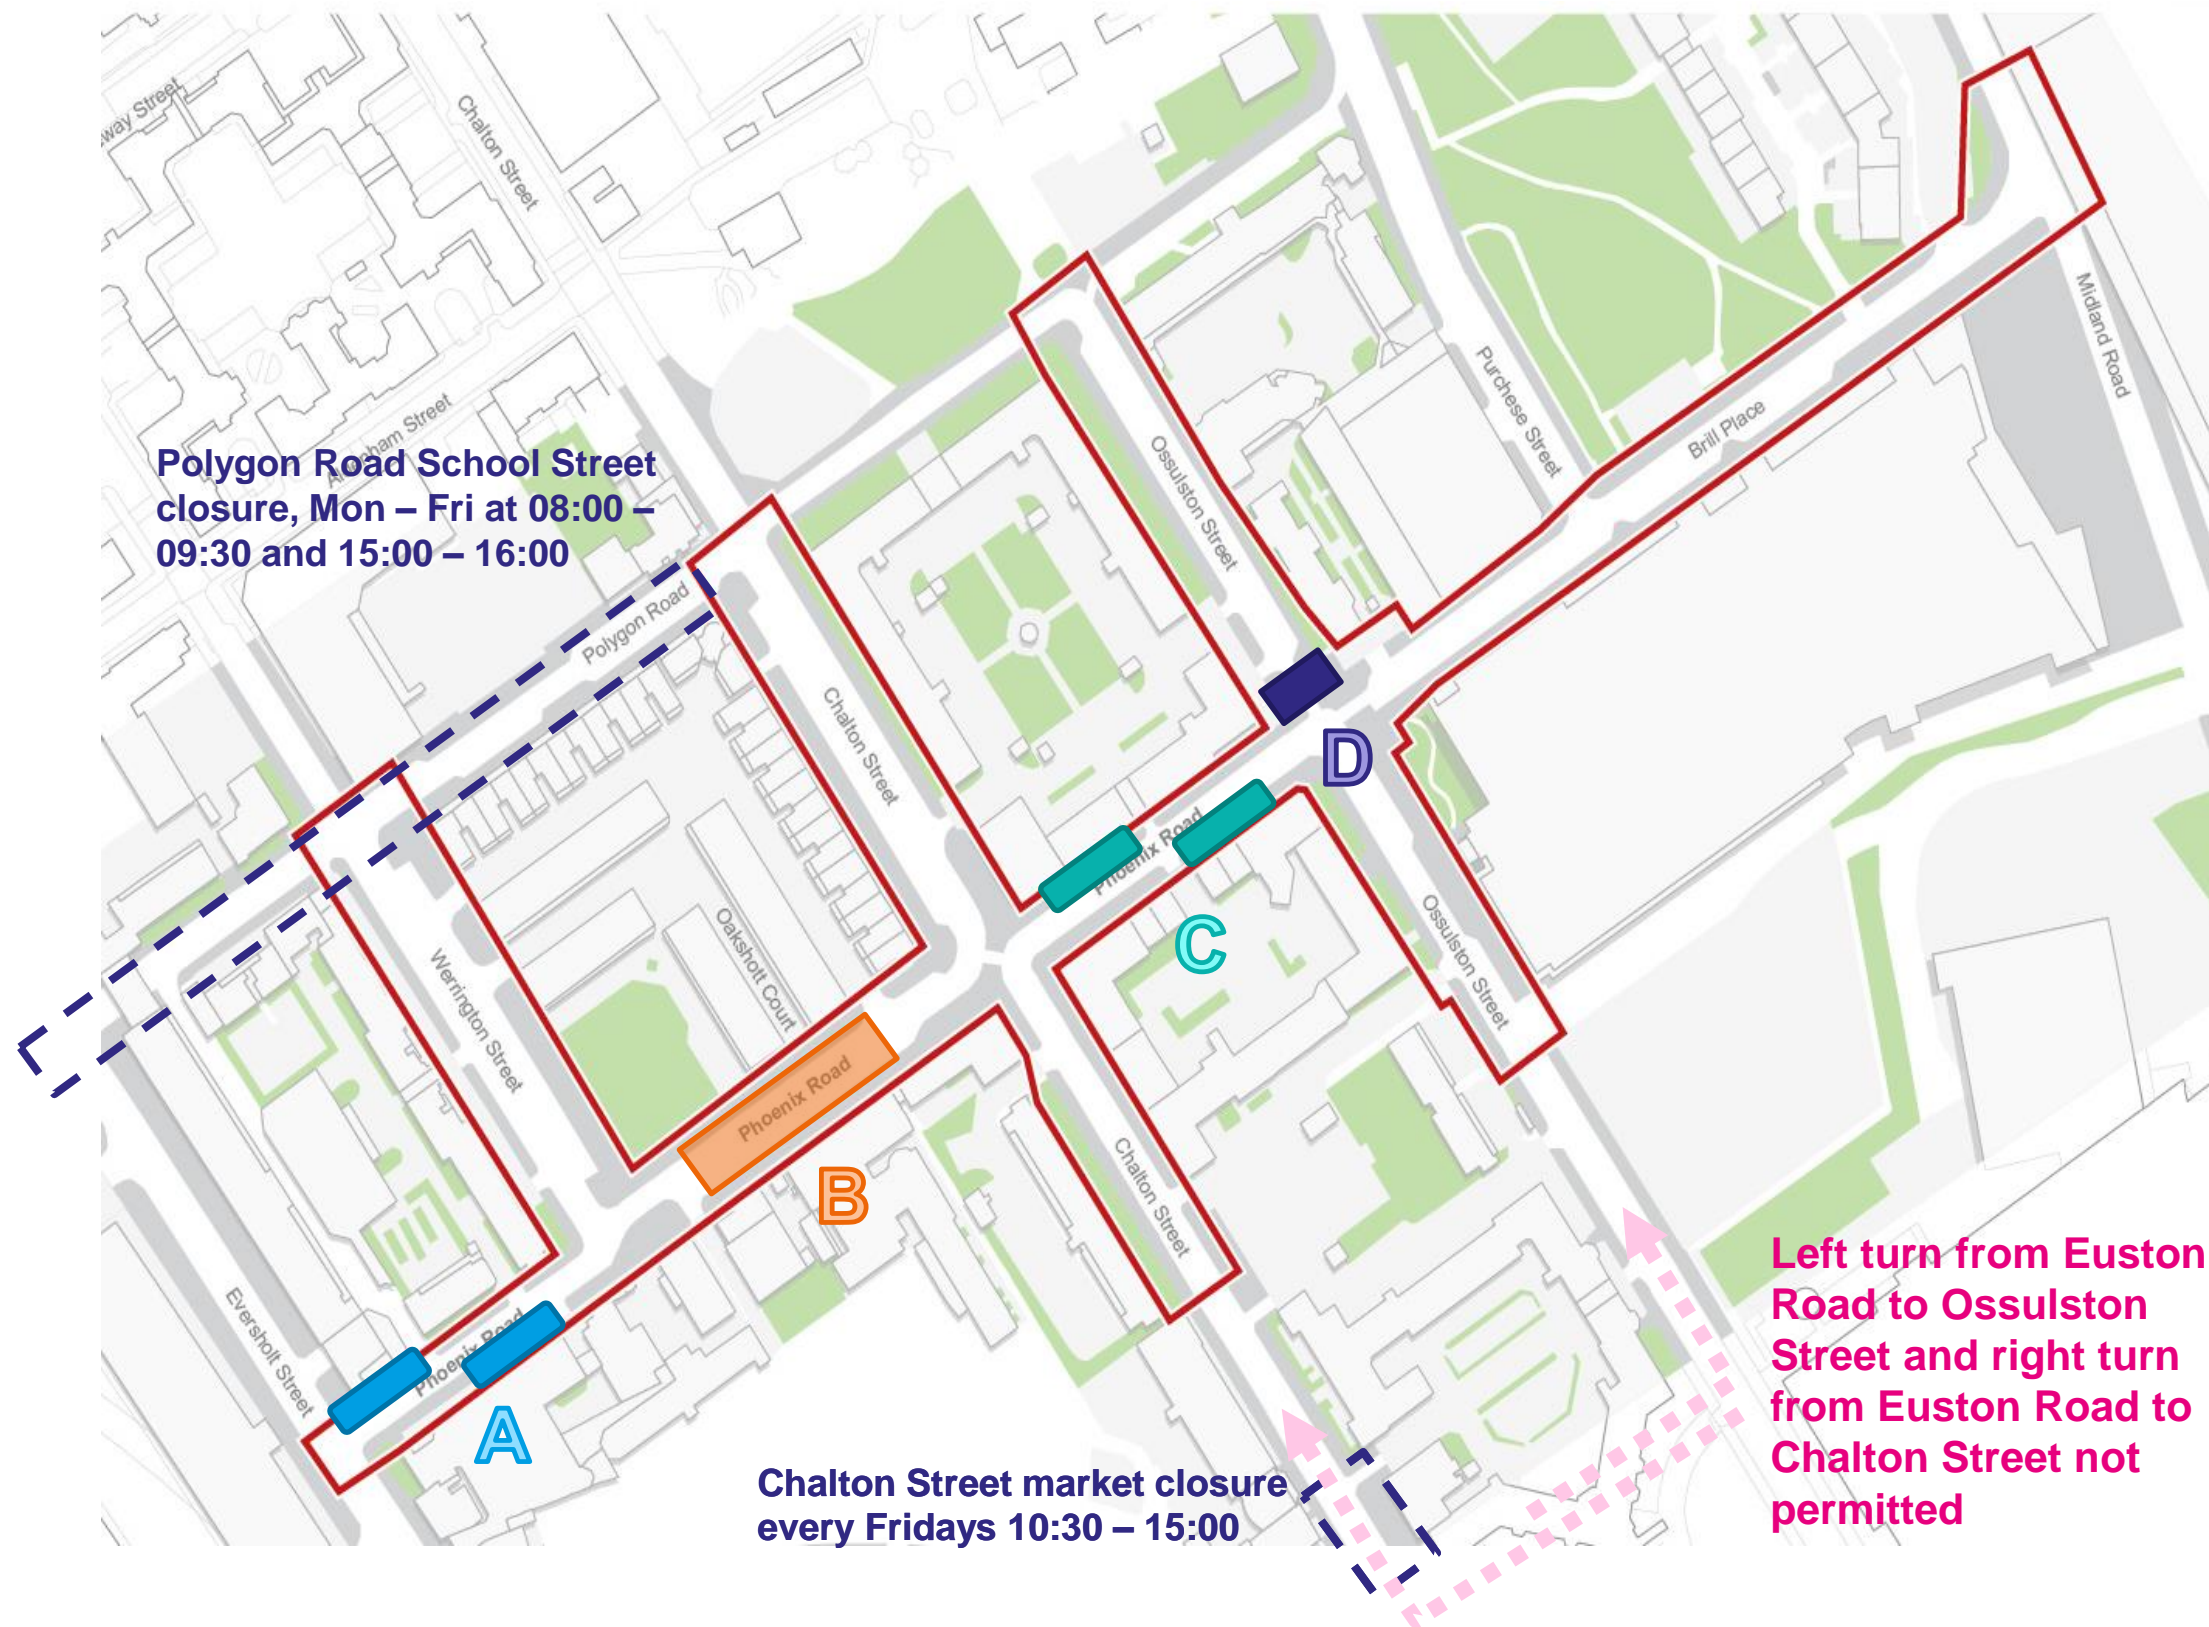 way Street
Chalton Street
Midland Road
Purchese Street
Brill Place
Ossulston Street
Polygon Road School Street
closure, Mon – Fri at 08:00 –
09:30 and 15:00 – 16:00
Polygon Road
Chalton Street
D
Phoenix Road
C
Oakshott Court
Werrington Street
Ossulston Street
Phoenix Road
B
Chalton Street
Eversholt Street
Phoenix Road
A
Left turn from Euston
Road to Ossulston
Street and right turn
from Euston Road to
Chalton Street not
permitted
Chalton Street market closure
every Fridays 10:30 – 15:00